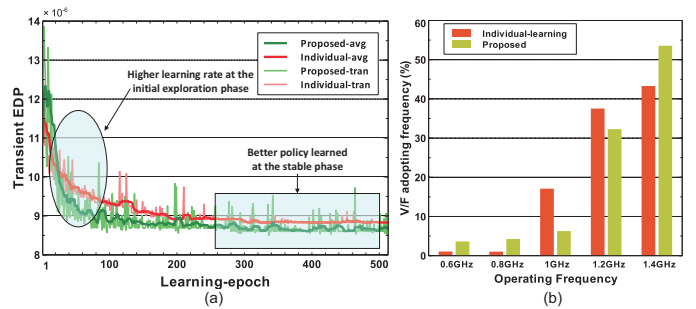 14 ×10⁻⁶
13
12
11
10
9
8
Transient EDP
Proposed-avg
Individual-avg
Proposed-tran
Individual-tran
Higher learning rate at the
initial exploration phase
Better policy learned
at the stable phase
1 100 200 300 400 500
Learning-epoch
(a)
60
50
40
30
20
10
0
V/F adopting frequency (%)
Individual-learning
Proposed
0.6GHz 0.8GHz 1GHz 1.2GHz 1.4GHz
Operating Frequency
(b)